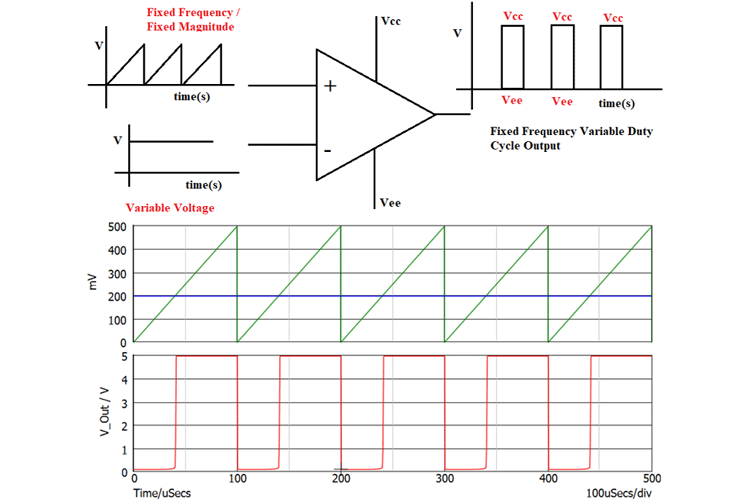 Fixed Frequency /
Fixed Magnitude
V
time(s)
V
time(s)
Variable Voltage
+
-
Vcc
Vee
V
Vcc Vcc Vcc
Vee Vee time(s)
Fixed Frequency Variable Duty
Cycle Output
500
400
300
200
100
0
mV
5
4
3
2
1
0
V_Out / V
0 100 200 300 400 500
Time/uSecs 100uSecs/div